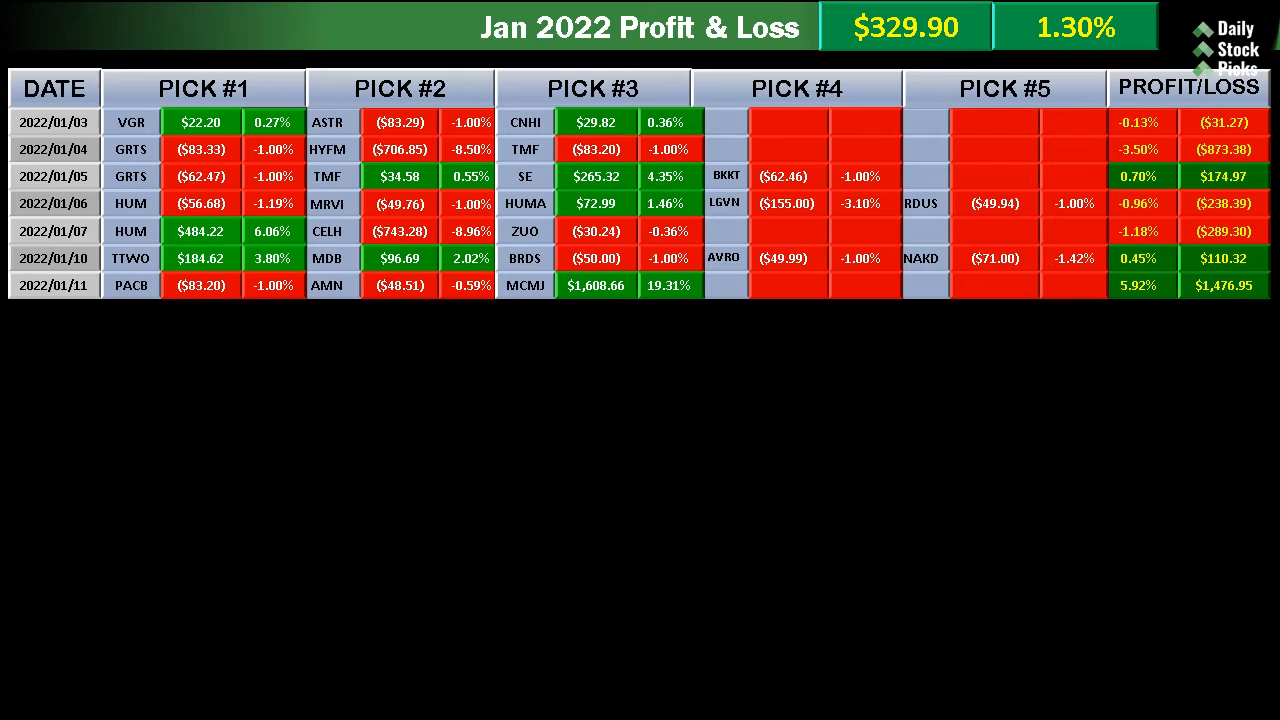 Jan 2022 Profit & Loss $329.90 1.30%
Daily
Stock
Picks
DATE PICK #1 PICK #2 PICK #3 PICK #4 PICK #5 PROFIT/LOSS
2022/01/03 VGR $22.20 0.27% ASTR ($83.29) -1.00% CNHI $29.82 0.36% -0.13% ($31.27)
2022/01/04 GRTS ($83.33) -1.00% HYFM ($706.85) -8.50% TMF ($83.20) -1.00% -3.50% ($873.38)
2022/01/05 GRTS ($62.47) -1.00% TMF $34.58 0.55% SE $265.32 4.35% BKKT ($62.46) -1.00% 0.70% $174.97
2022/01/06 HUM ($56.68) -1.19% MRVI ($49.76) -1.00% HUMA $72.99 1.46% LGVN ($155.00) -3.10% RDUS ($49.94) -1.00% -0.96% ($238.39)
2022/01/07 HUM $484.22 6.06% CELH ($743.28) -8.96% ZUO ($30.24) -0.36% -1.18% ($289.30)
2022/01/10 TTWO $184.62 3.80% MDB $96.69 2.02% BRDS ($50.00) -1.00% AVRO ($49.99) -1.00% NAKD ($71.00) -1.42% 0.45% $110.32
2022/01/11 PACB ($83.20) -1.00% AMN ($48.51) -0.59% MCMJ $1,608.66 19.31% 5.92% $1,476.95